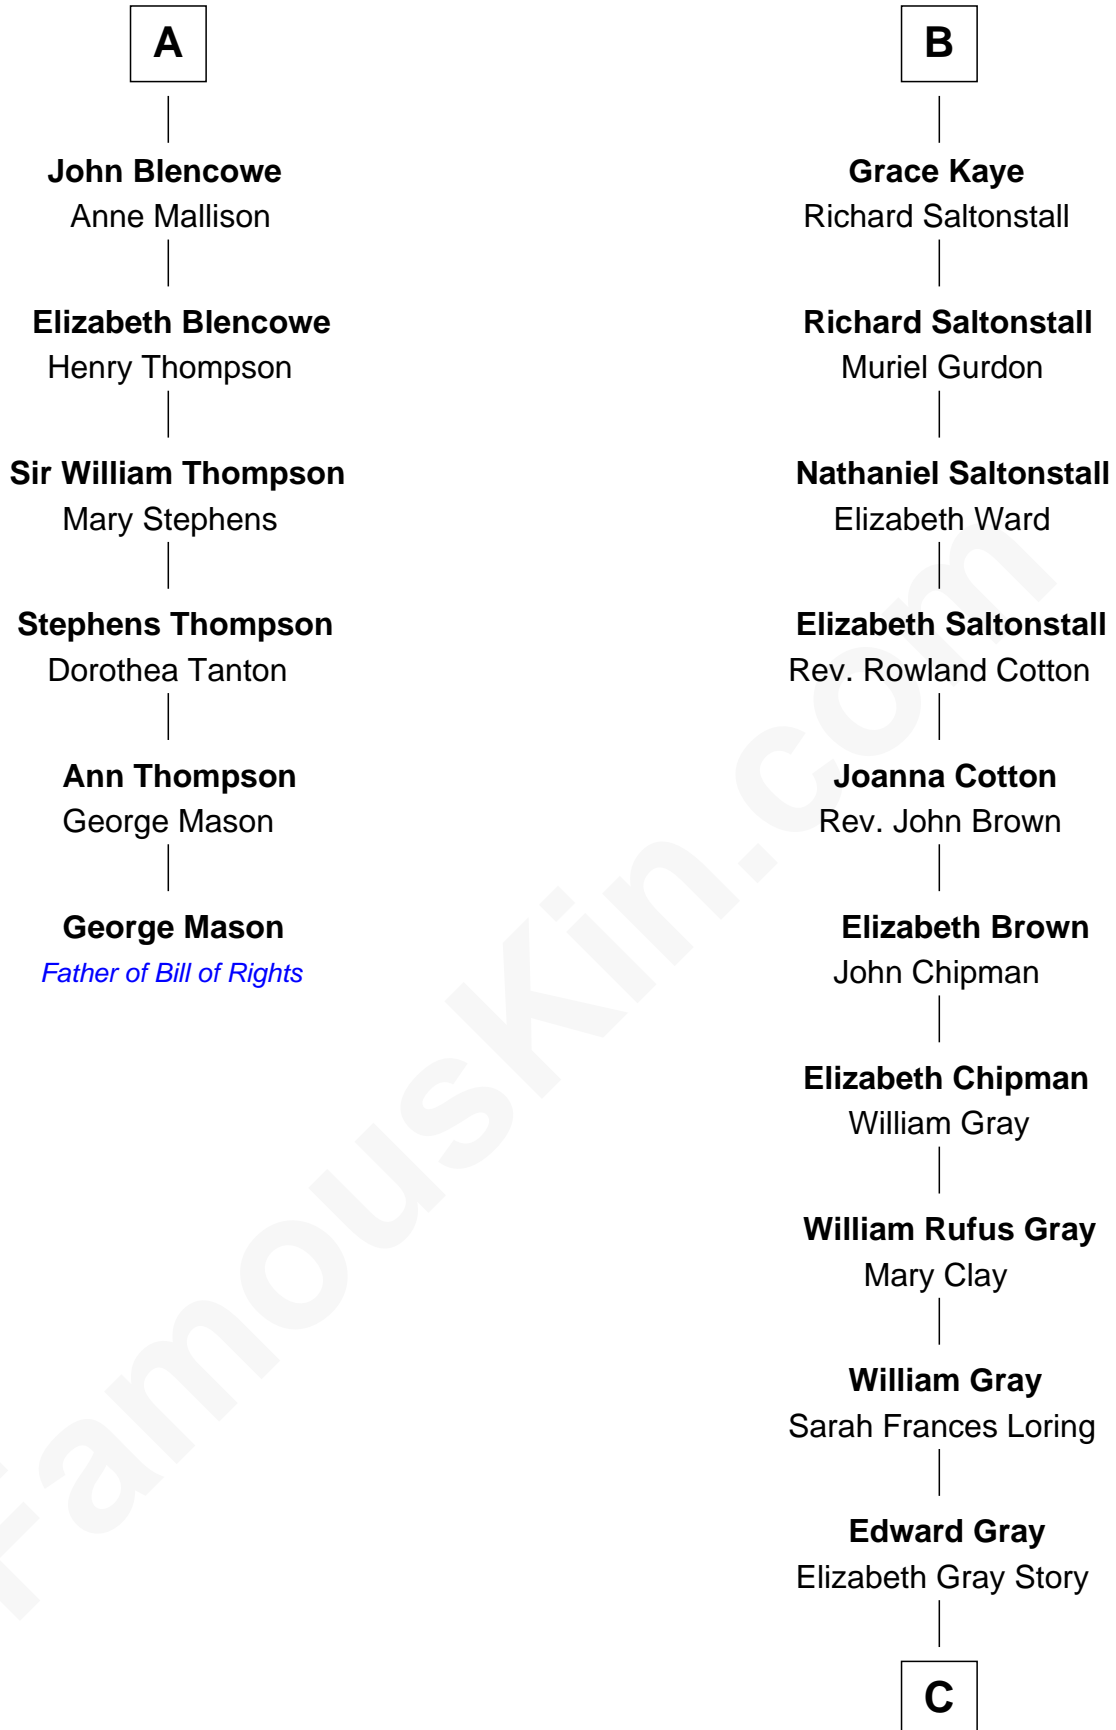 A
John Blencowe
Anne Mallison
Elizabeth Blencowe
Henry Thompson
Sir William Thompson
Mary Stephens
Stephens Thompson
Dorothea Tanton
Ann Thompson
George Mason
George Mason
Father of Bill of Rights
B
Grace Kaye
Richard Saltonstall
Richard Saltonstall
Muriel Gurdon
Nathaniel Saltonstall
Elizabeth Ward
Elizabeth Saltonstall
Rev. Rowland Cotton
Joanna Cotton
Rev. John Brown
Elizabeth Brown
John Chipman
Elizabeth Chipman
William Gray
William Rufus Gray
Mary Clay
William Gray
Sarah Frances Loring
Edward Gray
Elizabeth Gray Story
C
FamousKin.com